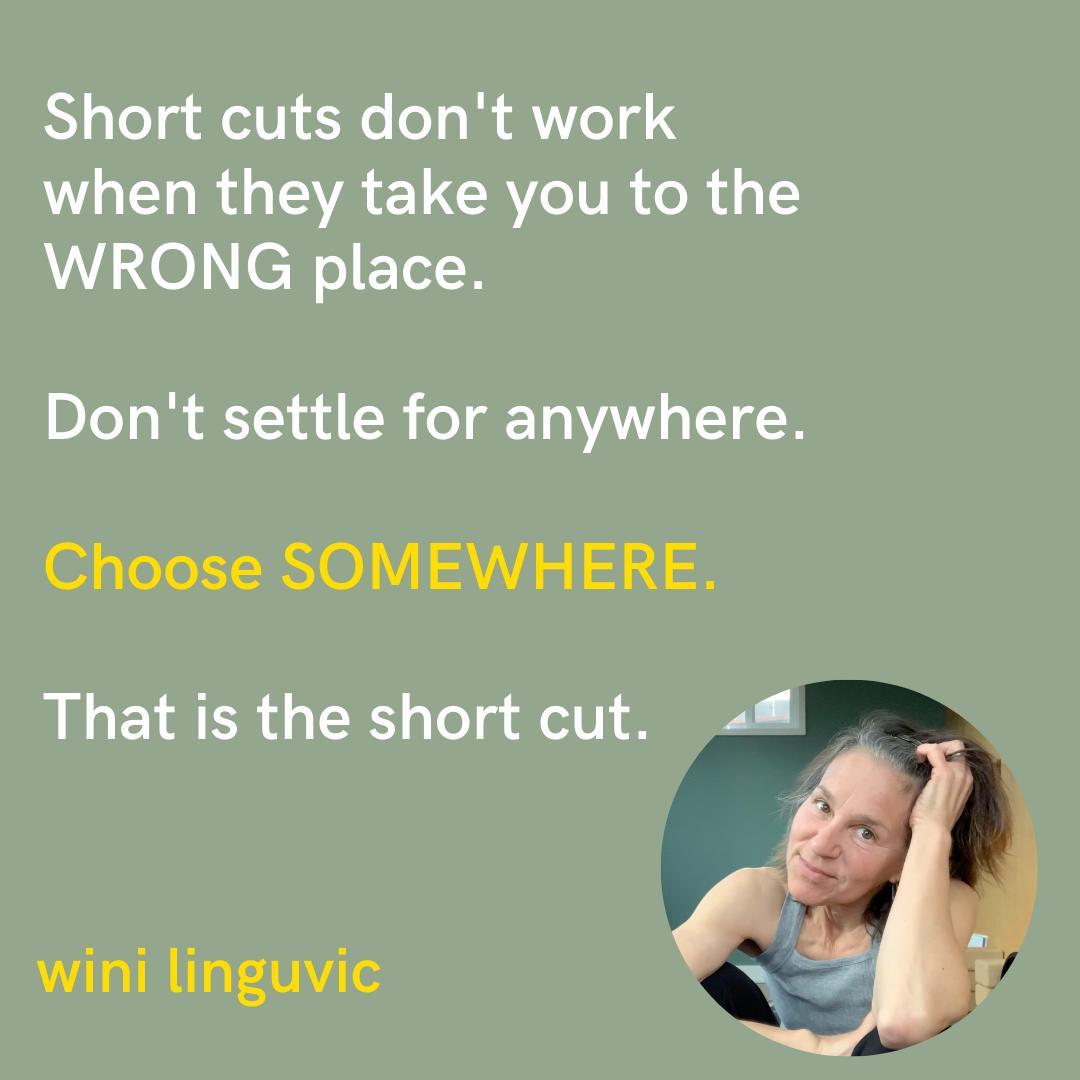 Short cuts don't work
when they take you to the
WRONG place.
Don't settle for anywhere.
Choose SOMEWHERE.
That is the short cut.
wini linguvic